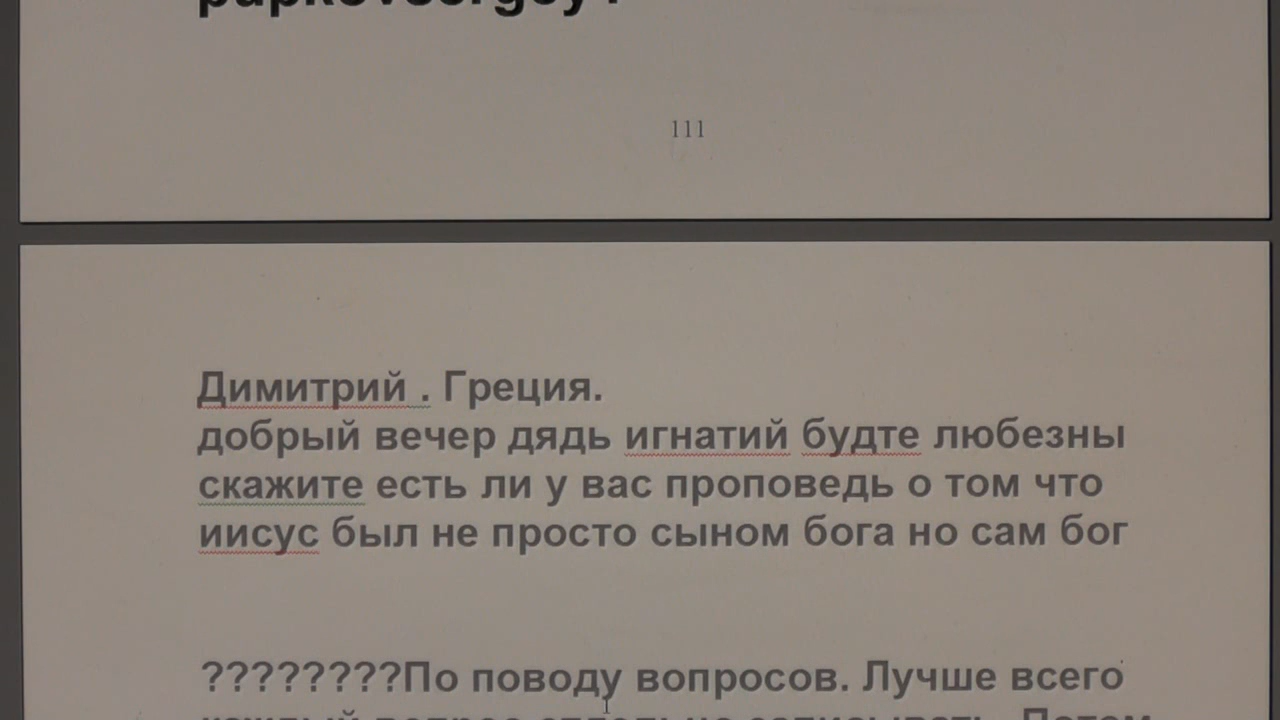 111
Димитрий . Греция.
добрый вечер дядь игнатий будте любезны
скажите есть ли у вас проповедь о том что
иисус был не просто сыном бога но сам бог
????????По поводу вопросов. Лучше всего